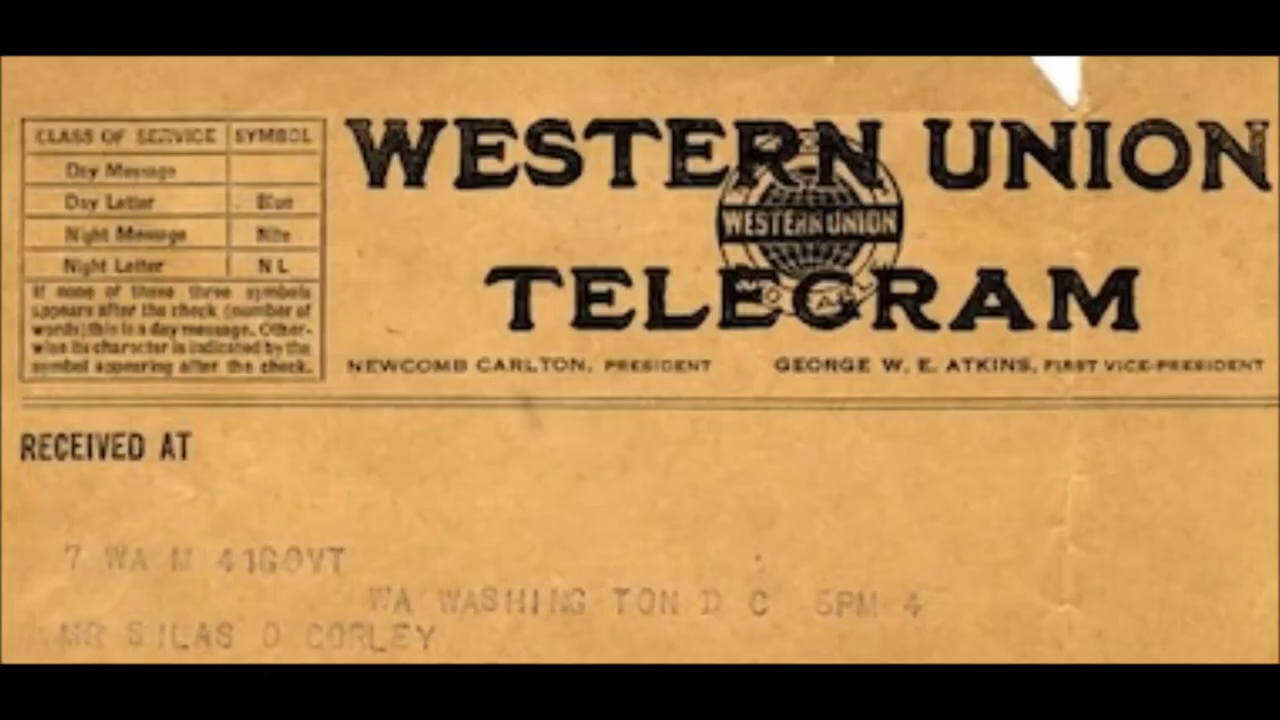 CLASS OF SERVICE SYMBOL
Day Message
Day Letter Blue
Night Message Nite
Night Letter N L
If none of these three symbols
appears after the check (number of
words) this is a day message. Other-
wise its character is indicated by the
symbol appearing after the check.
WESTERN UNION
WESTERN UNION
TELEGRAM
NEWCOMB CARLTON, PRESIDENT GEORGE W. E. ATKINS, FIRST VICE-PRESIDENT
RECEIVED AT
7 WA M 41GOVT
WA WASHING TON D C 5PM 4
MR SILAS D CORLEY